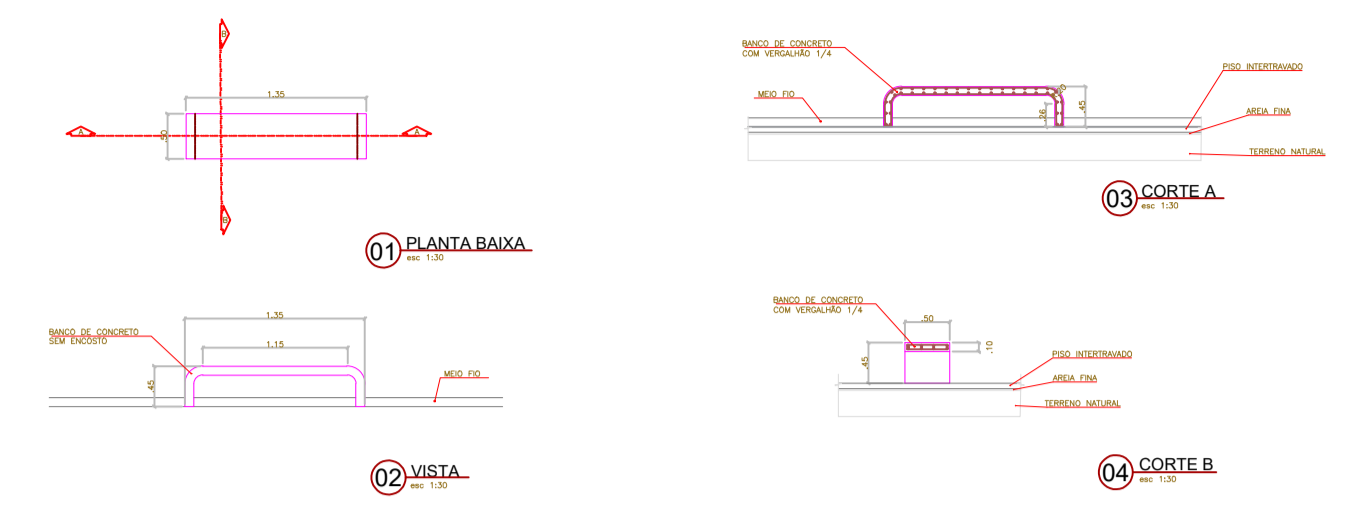 B
1.35
.50
A
A
B
01
PLANTA BAIXA
esc 1:30
1.35
BANCO DE CONCRETO
SEM ENCOSTO
1.15
.45
MEIO FIO
02
VISTA
esc 1:30
BANCO DE CONCRETO
COM VERGALHÃO 1/4
PISO INTERTRAVADO
MEIO FIO
.26
.45
AREIA FINA
TERRENO NATURAL
03
CORTE A
esc 1:30
BANCO DE CONCRETO
COM VERGALHÃO 1/4
.50
.10
.45
PISO INTERTRAVADO
AREIA FINA
TERRENO NATURAL
04
CORTE B
esc 1:30